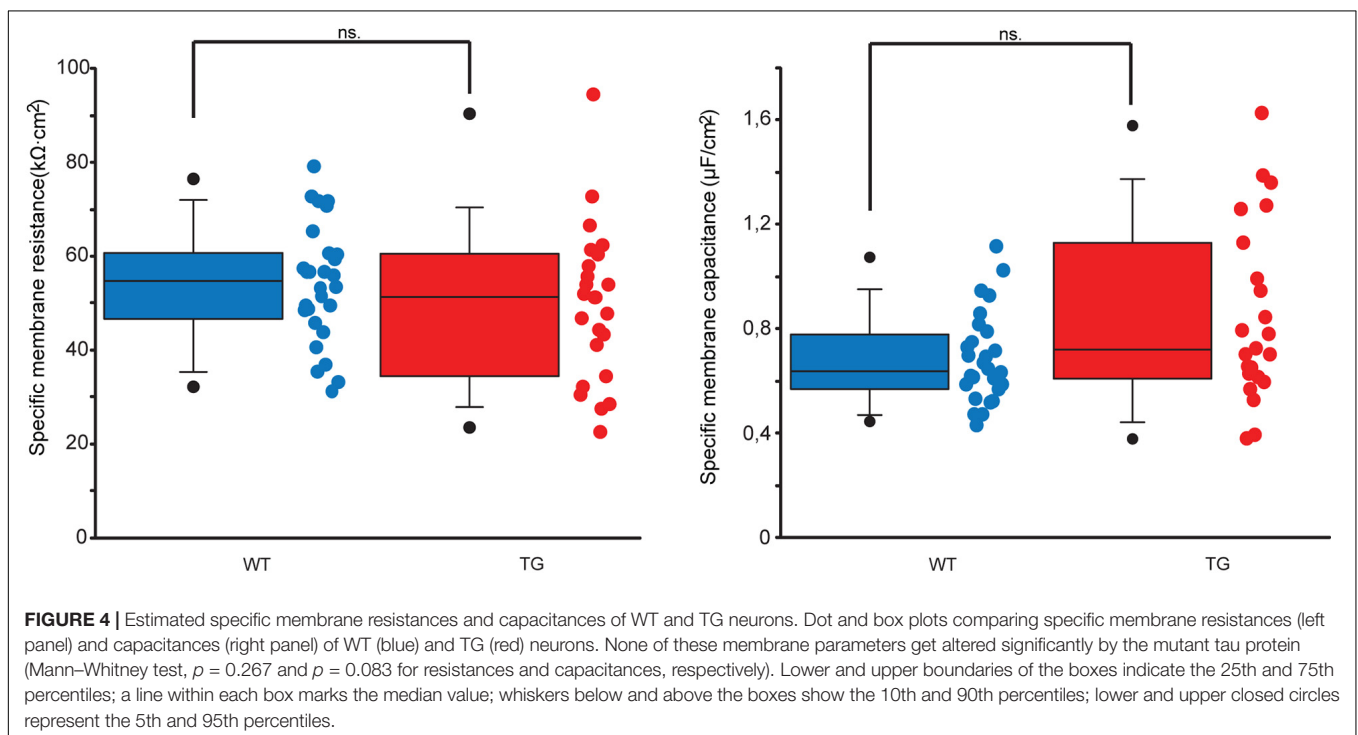 ns.
Specific membrane resistance(kΩ·cm²)
100
80
60
40
20
0
WT
TG
ns.
Specific membrane capacitance (µF/cm²)
1,6
1,2
0,8
0,4
0
WT
TG
FIGURE 4 | Estimated specific membrane resistances and capacitances of WT and TG neurons. Dot and box plots comparing specific membrane resistances (left
panel) and capacitances (right panel) of WT (blue) and TG (red) neurons. None of these membrane parameters get altered significantly by the mutant tau protein
(Mann–Whitney test, p = 0.267 and p = 0.083 for resistances and capacitances, respectively). Lower and upper boundaries of the boxes indicate the 25th and 75th
percentiles; a line within each box marks the median value; whiskers below and above the boxes show the 10th and 90th percentiles; lower and upper closed circles
represent the 5th and 95th percentiles.